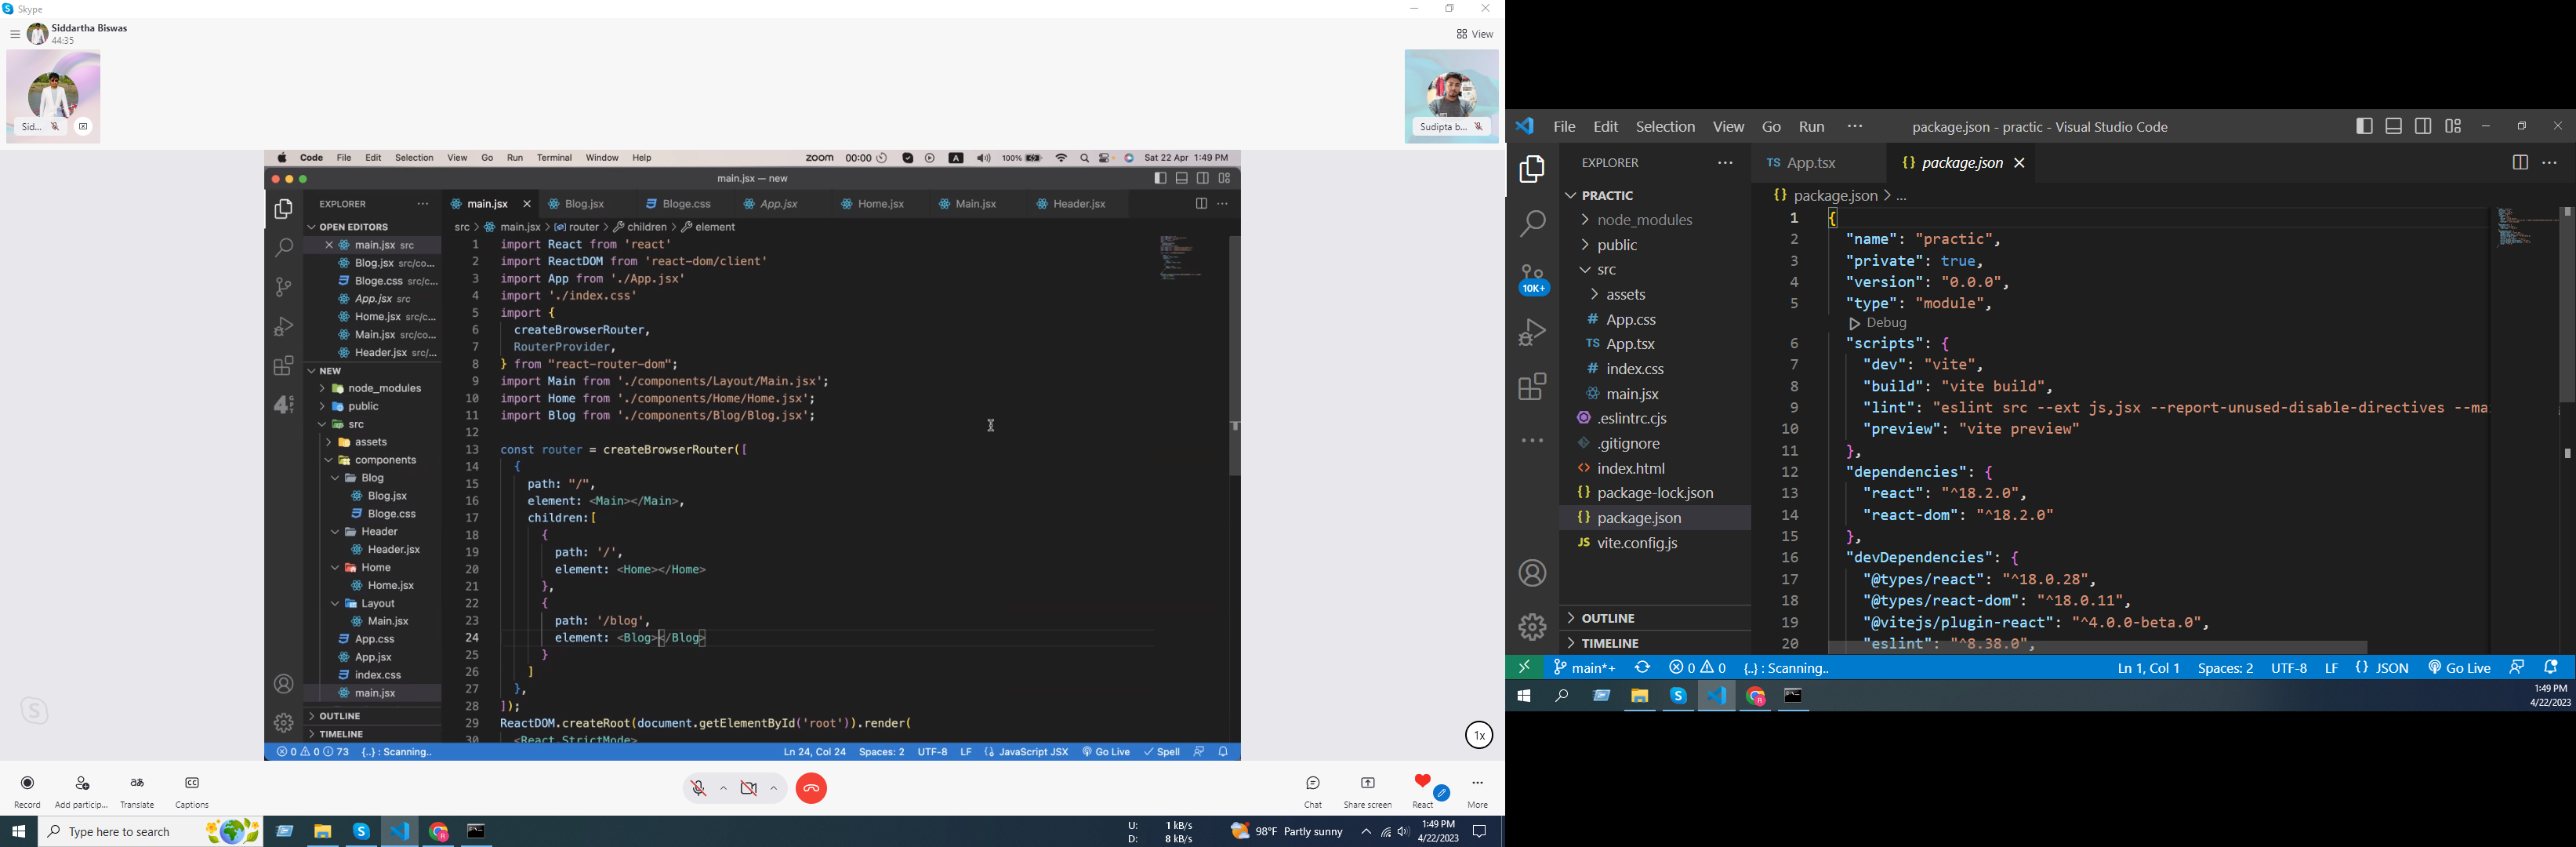 Skype
Siddartha Biswas
44:35
View
Sid...
Sudipta b...
Code File Edit Selection View Go Run Terminal Window Help
zoom 00:00 A 100% Sat 22 Apr 1:49 PM
main.jsx — new
EXPLORER
main.jsx Blog.jsx Bloge.css App.jsx Home.jsx Main.jsx Header.jsx
src > main.jsx > router > children > element
OPEN EDITORS
main.jsx src
Blog.jsx src/co...
Bloge.css src/c...
App.jsx src
Home.jsx src/c...
Main.jsx src/co...
Header.jsx src/...
NEW
node_modules
public
src
assets
components
Blog
Blog.jsx
Bloge.css
Header
Header.jsx
Home
Home.jsx
Layout
Main.jsx
App.css
App.jsx
index.css
main.jsx
OUTLINE
TIMELINE
1 import React from 'react'
2 import ReactDOM from 'react-dom/client'
3 import App from './App.jsx'
4 import './index.css'
5 import {
6 createBrowserRouter,
7 RouterProvider,
8 } from "react-router-dom";
9 import Main from './components/Layout/Main.jsx';
10 import Home from './components/Home/Home.jsx';
11 import Blog from './components/Blog/Blog.jsx';
12
13 const router = createBrowserRouter([
14 {
15 path: "/",
16 element: <Main></Main>,
17 children:[
18 {
19 path: '/',
20 element: <Home></Home>
21 },
22 {
23 path: '/blog',
24 element: <Blog></Blog>
25 }
26 ]
27 },
28 ]);
29 ReactDOM.createRoot(document.getElementById('root')).render(
30 <React.StrictMode>
0 0 73 {..} : Scanning..
Ln 24, Col 24 Spaces: 2 UTF-8 LF JavaScript JSX Go Live Spell
1x
Record
Add particip...
Translate
Captions
Chat
Share screen
React
More
Type here to search
U: 1 kB/s
D: 8 kB/s
98°F Partly sunny
1:49 PM
4/22/2023
File Edit Selection View Go Run ···
package.json - practic - Visual Studio Code
EXPLORER
TS App.tsx {} package.json
{} package.json > ...
PRACTIC
node_modules
public
src
assets
# App.css
TS App.tsx
# index.css
main.jsx
.eslintrc.cjs
.gitignore
<> index.html
{} package-lock.json
{} package.json
JS vite.config.js
OUTLINE
TIMELINE
10K+
1 {
2 "name": "practic",
3 "private": true,
4 "version": "0.0.0",
5 "type": "module",
Debug
6 "scripts": {
7 "dev": "vite",
8 "build": "vite build",
9 "lint": "eslint src --ext js,jsx --report-unused-disable-directives --ma
10 "preview": "vite preview"
11 },
12 "dependencies": {
13 "react": "^18.2.0",
14 "react-dom": "^18.2.0"
15 },
16 "devDependencies": {
17 "@types/react": "^18.0.28",
18 "@types/react-dom": "^18.0.11",
19 "@vitejs/plugin-react": "^4.0.0-beta.0",
20 "eslint": "^8.38.0",
main*+ 0 0 {..} : Scanning..
Ln 1, Col 1 Spaces: 2 UTF-8 LF {} JSON Go Live
1:49 PM
4/22/2023